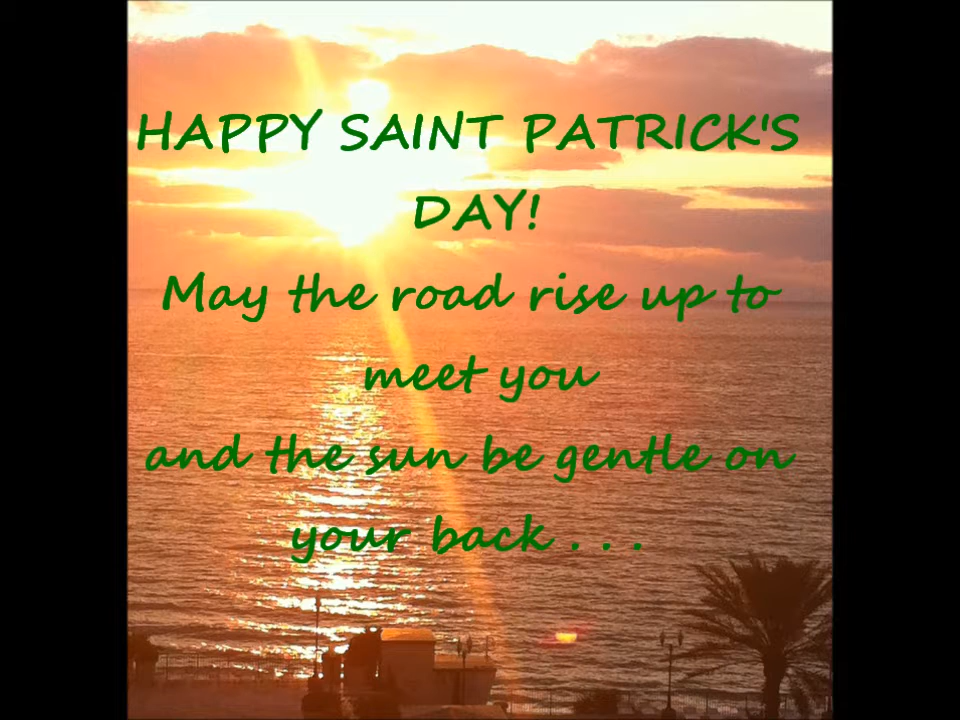 HAPPY SAINT PATRICK'S
DAY!
May the road rise up to
meet you
and the sun be gentle on
your back . . .